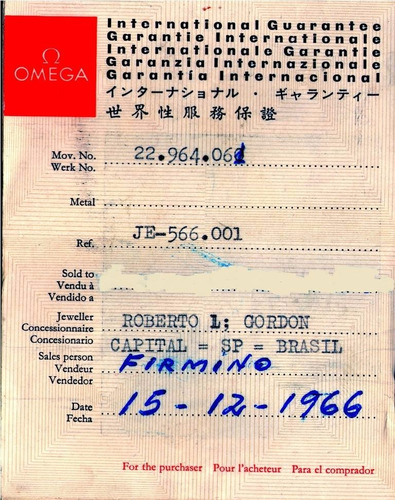 Ω
OMEGA
International Guarantee
Garantie Internationale
Internationale Garantie
Garanzia Internazionale
Garantía Internacional
インターナショナル・ギャランティー
世界性服務保證
Mov. No. 22.964.061
Werk No.
Metal
Ref. JE-566.001
Sold to
Vendu à
Vendido a
Jeweller ROBERTO L; GORDON
Concessionnaire
Concesionario CAPITAL = SP = BRASIL
Sales person FIRMINO
Vendeur
Vendedor
Date 15-12-1966
Fecha
For the purchaser Pour l'acheteur Para el comprador